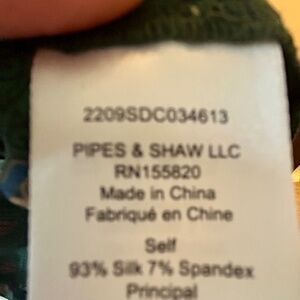 2209SDC034613
PIPES & SHAW LLC
RN155820
Made in China
Fabriqué en Chine
Self
93% Silk 7% Spandex
Principal